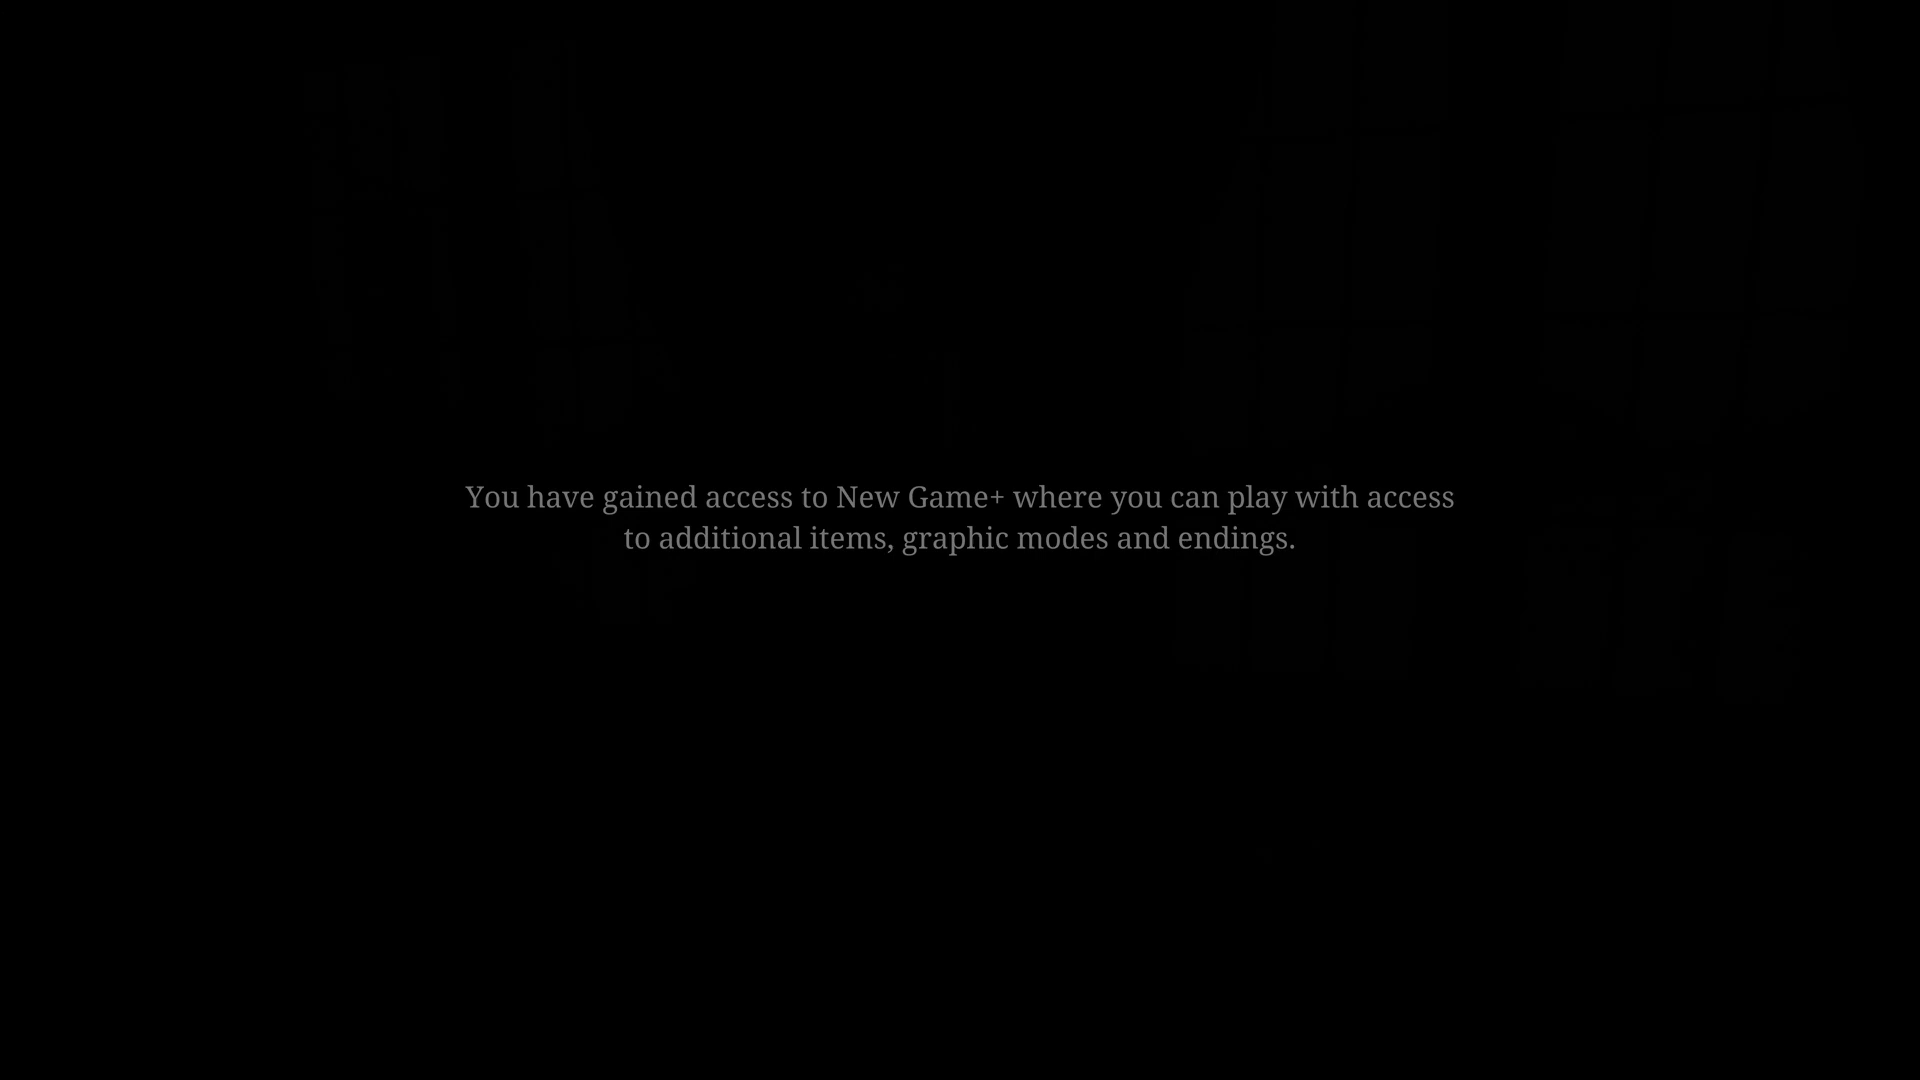 You have gained access to New Game+ where you can play with access
to additional items, graphic modes and endings.